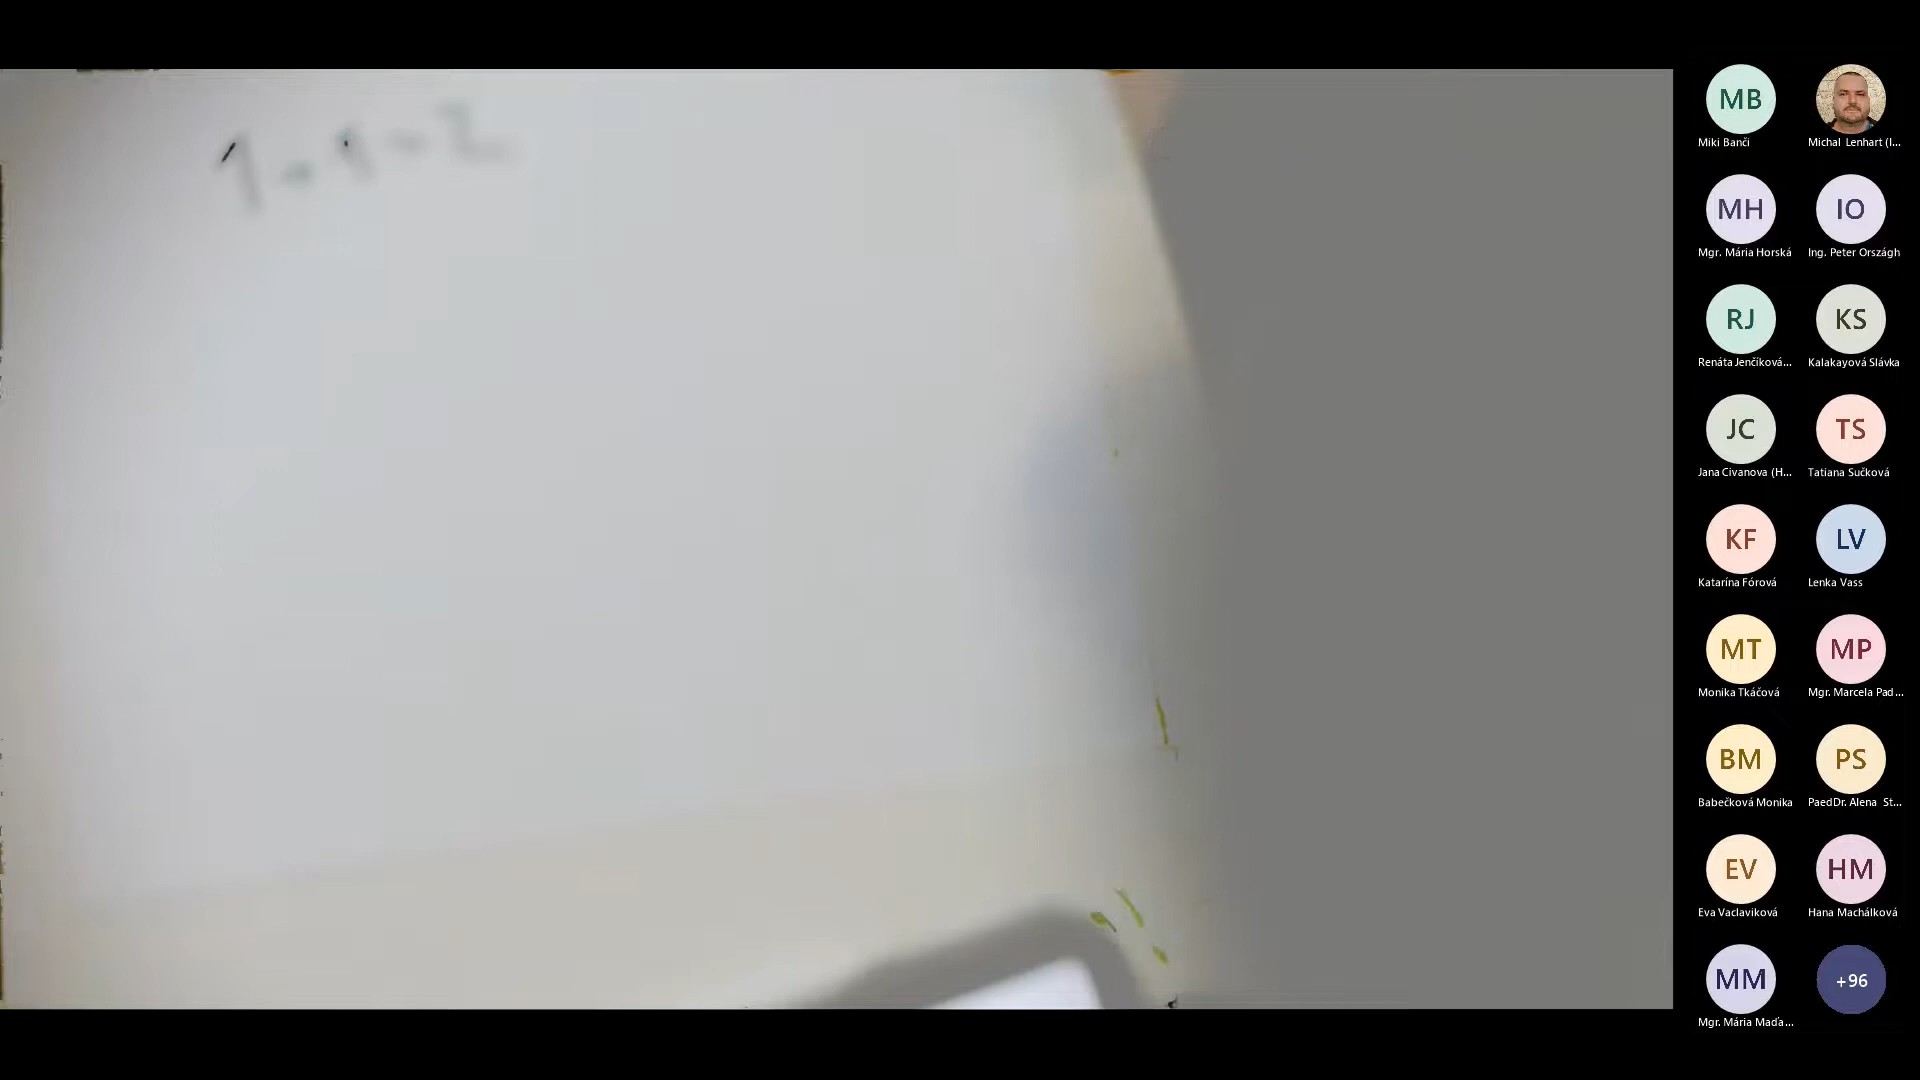 1 + 1 = 2
MB
Miki Banči
Michal Lenhart (I...
MH
Mgr. Mária Horská
IO
Ing. Peter Országh
RJ
Renáta Jenčíková...
KS
Kalakayová Slávka
JC
Jana Civanova (H...
TS
Tatiana Sučková
KF
Katarína Fórová
LV
Lenka Vass
MT
Monika Tkáčová
MP
Mgr. Marcela Pad...
BM
Babečková Monika
PS
PaedDr. Alena St...
EV
Eva Vaclaviková
HM
Hana Machálková
MM
Mgr. Mária Maďa...
+96